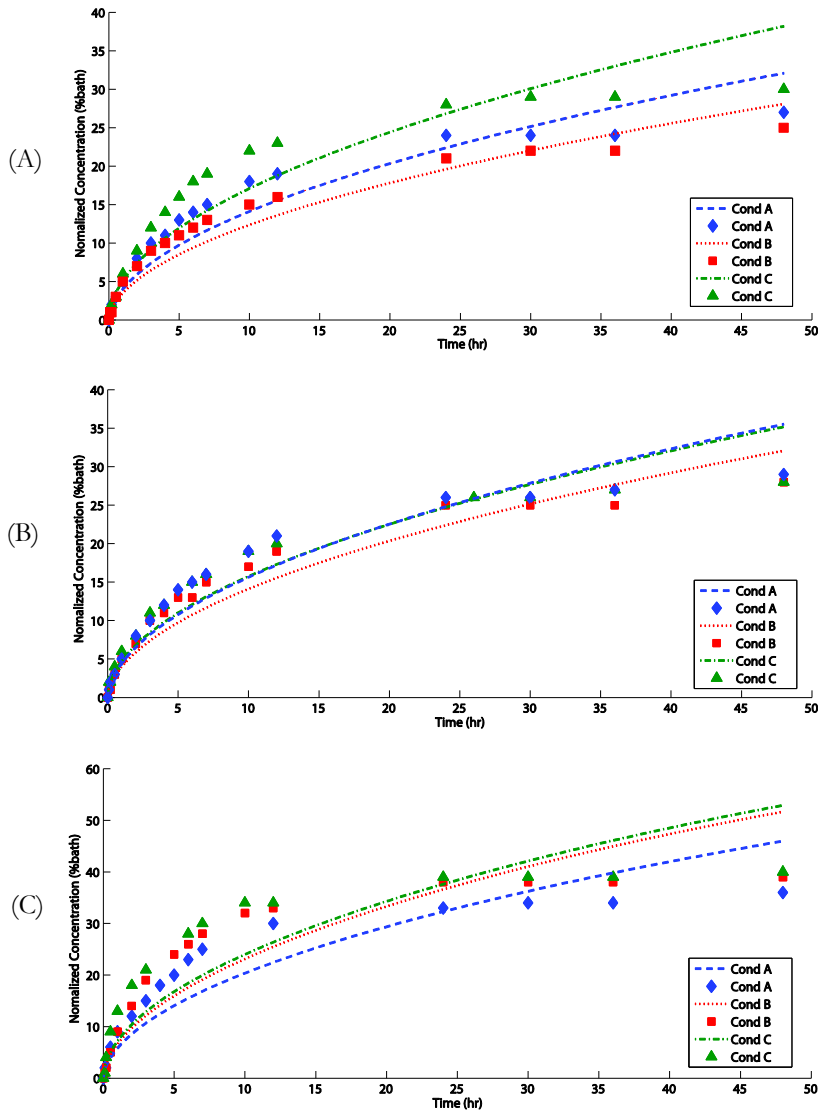 (A)
Normalized Concentration (%bath)
40
35
30
25
20
15
10
5
0
0 5 10 15 20 25 30 35 40 45 50
Time (hr)
Cond A
Cond A
Cond B
Cond B
Cond C
Cond C
(B)
Normalized Concentration (%bath)
40
35
30
25
20
15
10
5
0
0 5 10 15 20 25 30 35 40 45 50
Time (hr)
Cond A
Cond A
Cond B
Cond B
Cond C
Cond C
(C)
Normalized Concentration (%bath)
60
50
40
30
20
10
0
0 5 10 15 20 25 30 35 40 45 50
Time (hr)
Cond A
Cond A
Cond B
Cond B
Cond C
Cond C